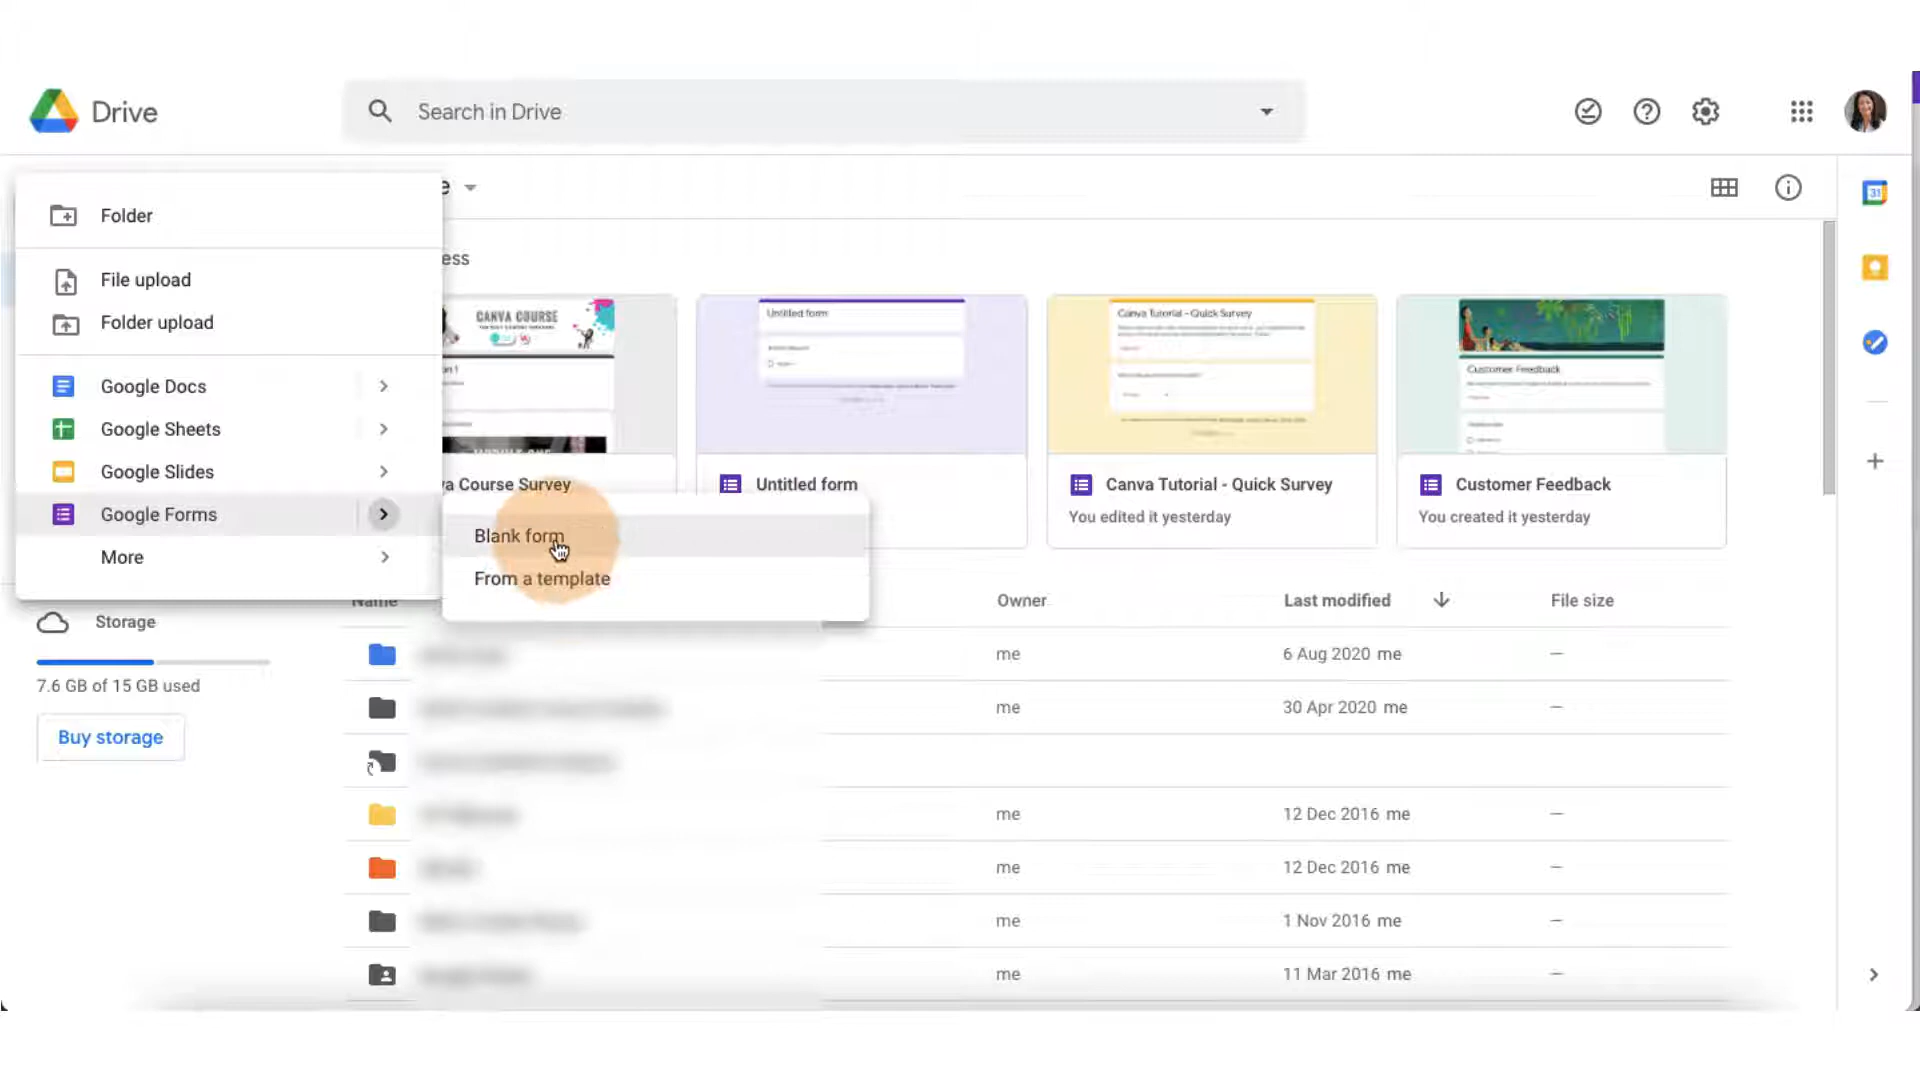 Drive
Search in Drive
e
Folder
ess
File upload
Folder upload
CANVA COURSE
Untitled form
Canva Tutorial - Quick Survey
Customer Feedback
Google Docs
Google Sheets
Google Slides
a Course Survey
Untitled form
Canva Tutorial - Quick Survey
Customer Feedback
Google Forms
You edited it yesterday
You created it yesterday
Blank form
More
From a template
Name
Owner
Last modified
File size
Storage
me
6 Aug 2020 me
—
7.6 GB of 15 GB used
me
30 Apr 2020 me
—
Buy storage
me
12 Dec 2016 me
—
me
12 Dec 2016 me
—
me
1 Nov 2016 me
—
me
11 Mar 2016 me
—
31